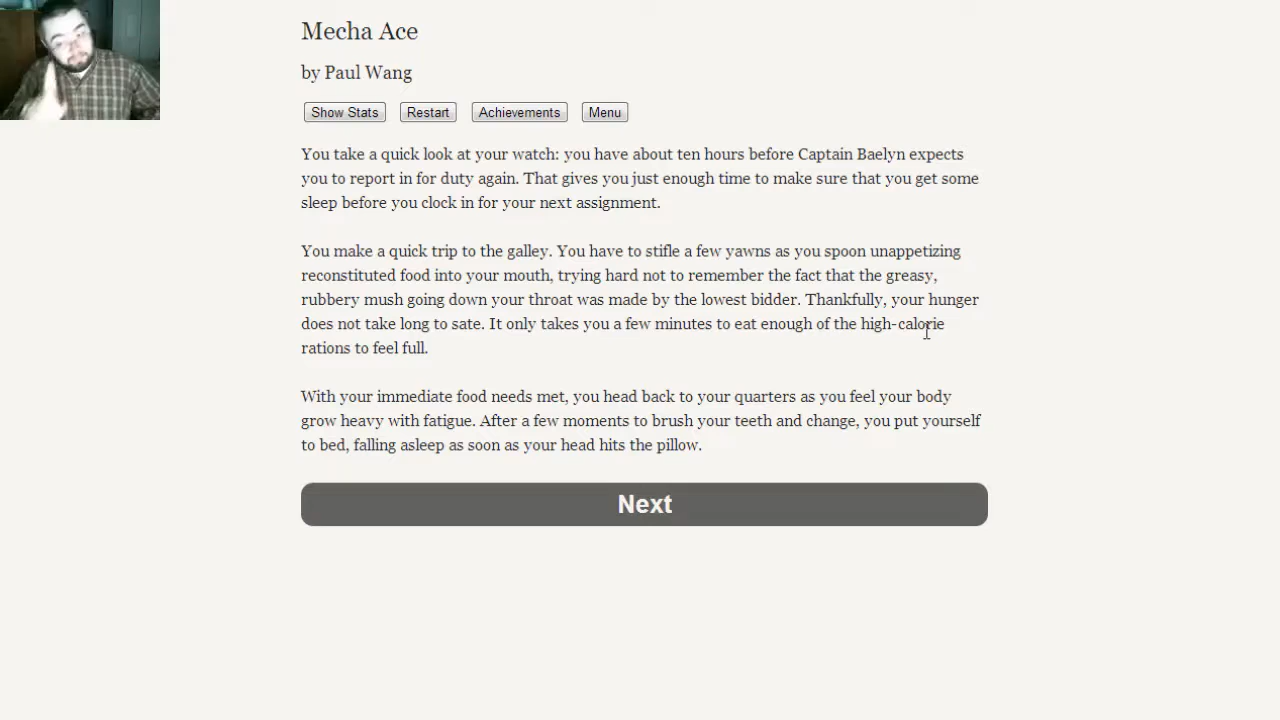 Mecha Ace
by Paul Wang
Show Stats Restart Achievements Menu
You take a quick look at your watch: you have about ten hours before Captain Baelyn expects
you to report in for duty again. That gives you just enough time to make sure that you get some
sleep before you clock in for your next assignment.
You make a quick trip to the galley. You have to stifle a few yawns as you spoon unappetizing
reconstituted food into your mouth, trying hard not to remember the fact that the greasy,
rubbery mush going down your throat was made by the lowest bidder. Thankfully, your hunger
does not take long to sate. It only takes you a few minutes to eat enough of the high-calorie
rations to feel full.
With your immediate food needs met, you head back to your quarters as you feel your body
grow heavy with fatigue. After a few moments to brush your teeth and change, you put yourself
to bed, falling asleep as soon as your head hits the pillow.
Next